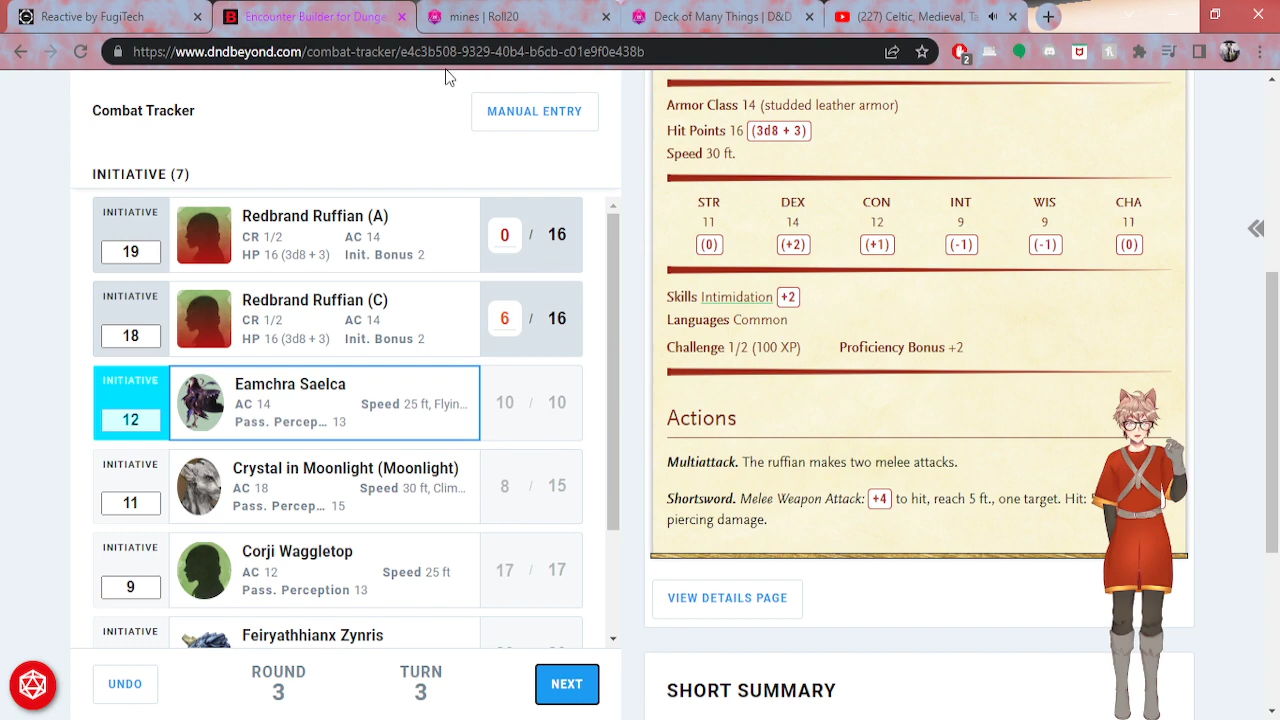 Reactive by FugiTech
Encounter Builder for Dunge
mines | Roll20
Deck of Many Things | D&D
(227) Celtic, Medieval, Ta
https://www.dndbeyond.com/combat-tracker/e4c3b508-9329-40b4-b6cb-c01e9f0e438b
2
Combat Tracker
MANUAL ENTRY
INITIATIVE (7)
INITIATIVE
19
Redbrand Ruffian (A)
CR 1/2 AC 14
HP 16 (3d8 + 3) Init. Bonus 2
0 / 16
INITIATIVE
18
Redbrand Ruffian (C)
CR 1/2 AC 14
HP 16 (3d8 + 3) Init. Bonus 2
6 / 16
INITIATIVE
12
Eamchra Saelca
AC 14 Speed 25 ft, Flyin...
Pass. Percep... 13
10 / 10
INITIATIVE
11
Crystal in Moonlight (Moonlight)
AC 18 Speed 30 ft, Clim...
Pass. Percep... 15
8 / 15
INITIATIVE
9
Corji Waggletop
AC 12 Speed 25 ft
Pass. Perception 13
17 / 17
INITIATIVE
Feiryathhianx Zynris
UNDO
ROUND
3
TURN
3
NEXT
Armor Class 14 (studded leather armor)
Hit Points 16 (3d8 + 3)
Speed 30 ft.
STR DEX CON INT WIS CHA
11 14 12 9 9 11
(0) (+2) (+1) (-1) (-1) (0)
Skills Intimidation +2
Languages Common
Challenge 1/2 (100 XP) Proficiency Bonus +2
Actions
Multiattack. The ruffian makes two melee attacks.
Shortsword. Melee Weapon Attack: +4 to hit, reach 5 ft., one target. Hit:
piercing damage.
VIEW DETAILS PAGE
SHORT SUMMARY